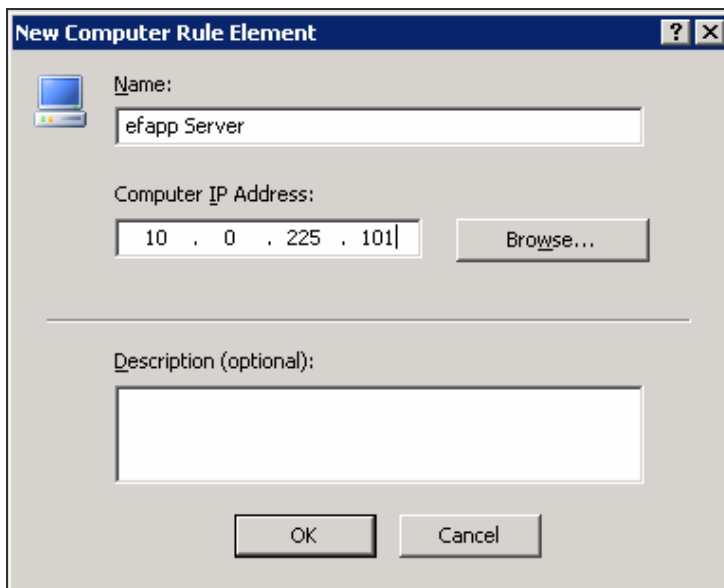 New Computer Rule Element
Name:
efapp Server
Computer IP Address:
10 . 0 . 225 . 101
Browse...
Description (optional):
OK Cancel